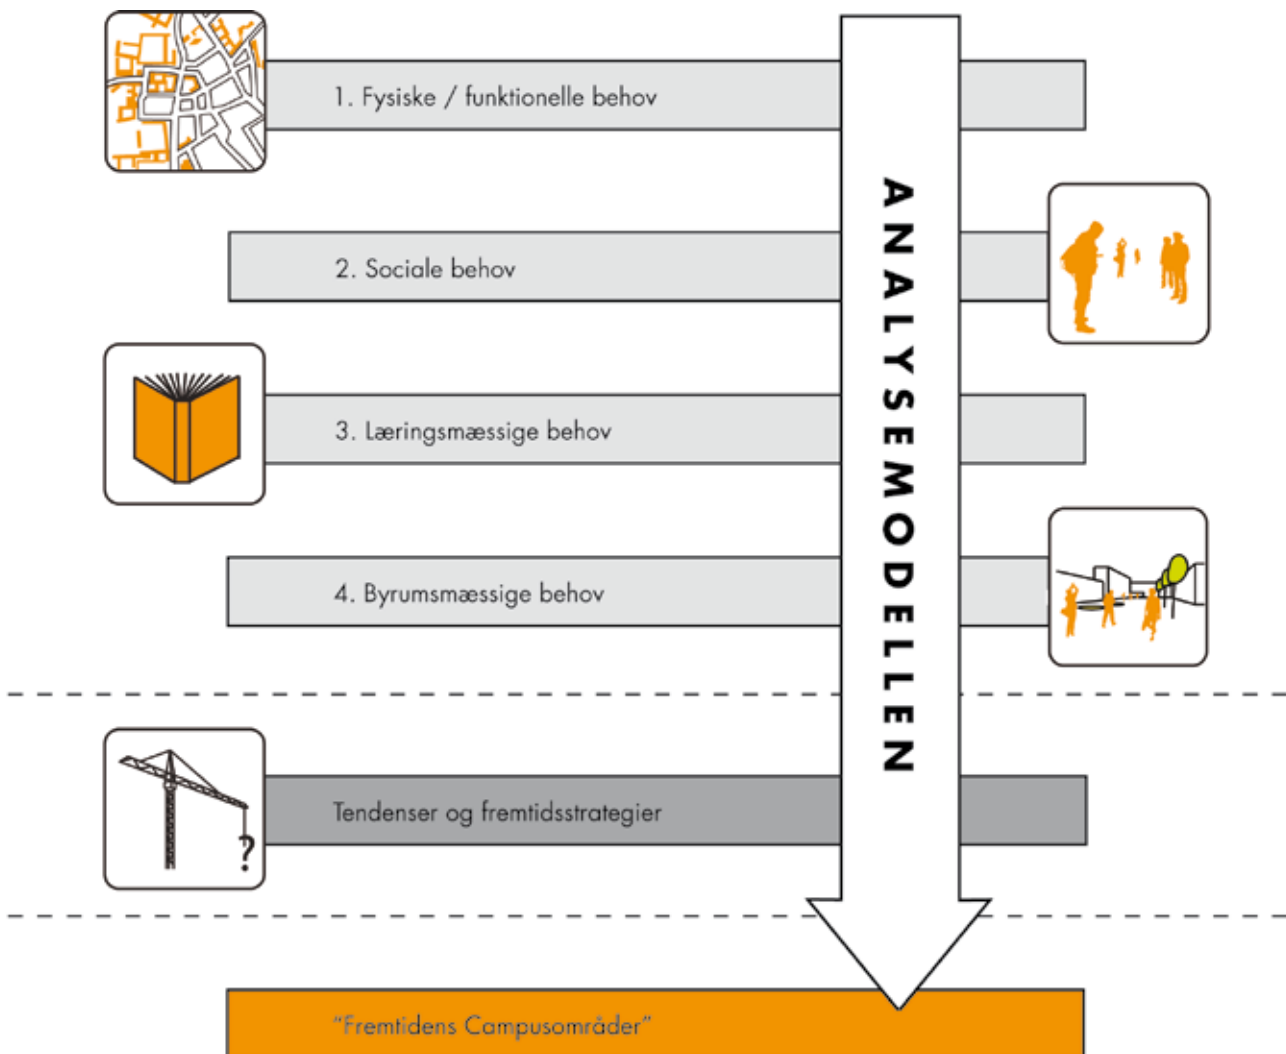 1. Fysiske / funktionelle behov
2. Sociale behov
3. Læringsmæssige behov
4. Byrumsmæssige behov
ANALYSEMODELLEN
Tendenser og fremtidsstrategier
?
"Fremtidens Campusområder"